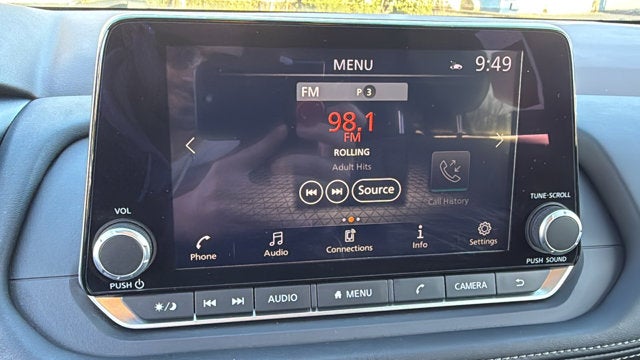 MENU
9:49
FM P 3
98.1
FM
ROLLING
Adult Hits
Source
Call History
Phone
Audio
Connections
Info
Settings
VOL
PUSH
TUNE-SCROLL
PUSH SOUND
AUDIO
MENU
CAMERA